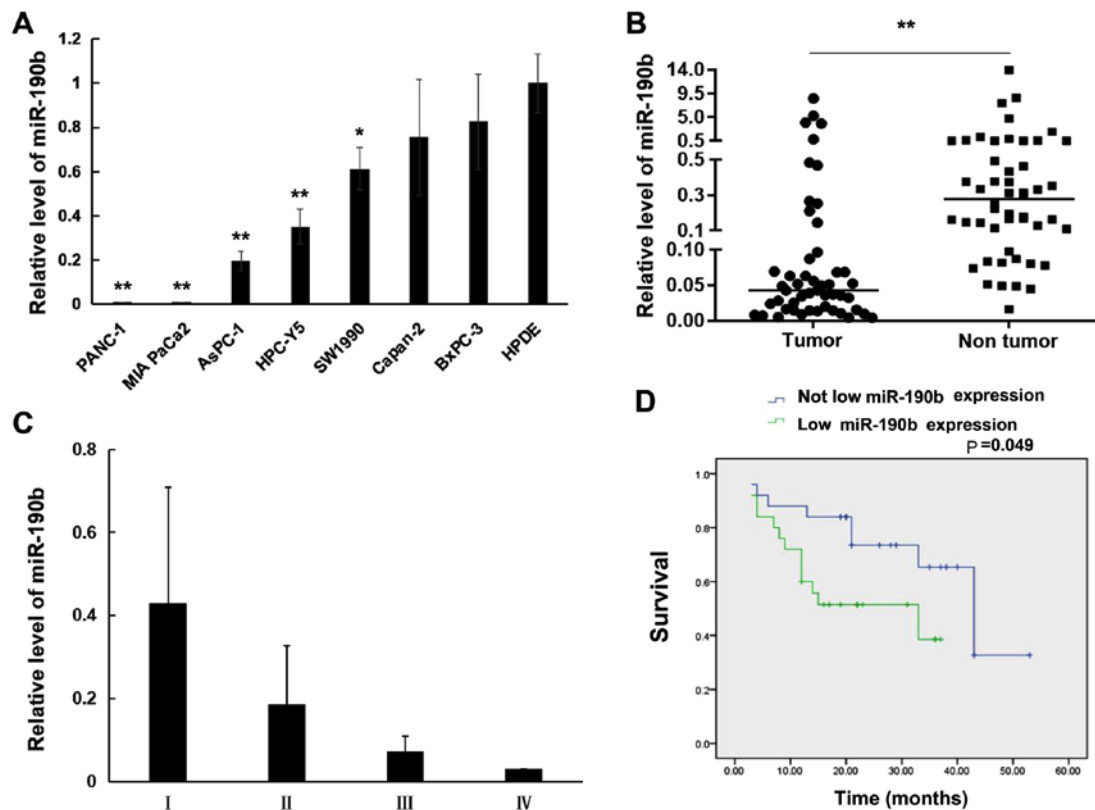 A
Relative level of miR-190b
1.2
1
0.8
0.6
0.4
0.2
0
**
**
**
**
*
PANC-1
MIA PaCa2
AsPC-1
HPC-Y5
SW1990
Capan-2
BxPC-3
HPDE
B
Relative level of miR-190b
**
14.0
9.5
5.0
0.5
0.5
0.3
0.1
0.10
0.05
0.00
Tumor
Non tumor
C
Relative level of miR-190b
0.8
0.6
0.4
0.2
0
I
II
III
IV
D
Not low miR-190b expression
Low miR-190b expression
P=0.049
Survival
1.0
0.8
0.6
0.4
0.2
0.0
0.00 10.00 20.00 30.00 40.00 50.00 60.00
Time (months)